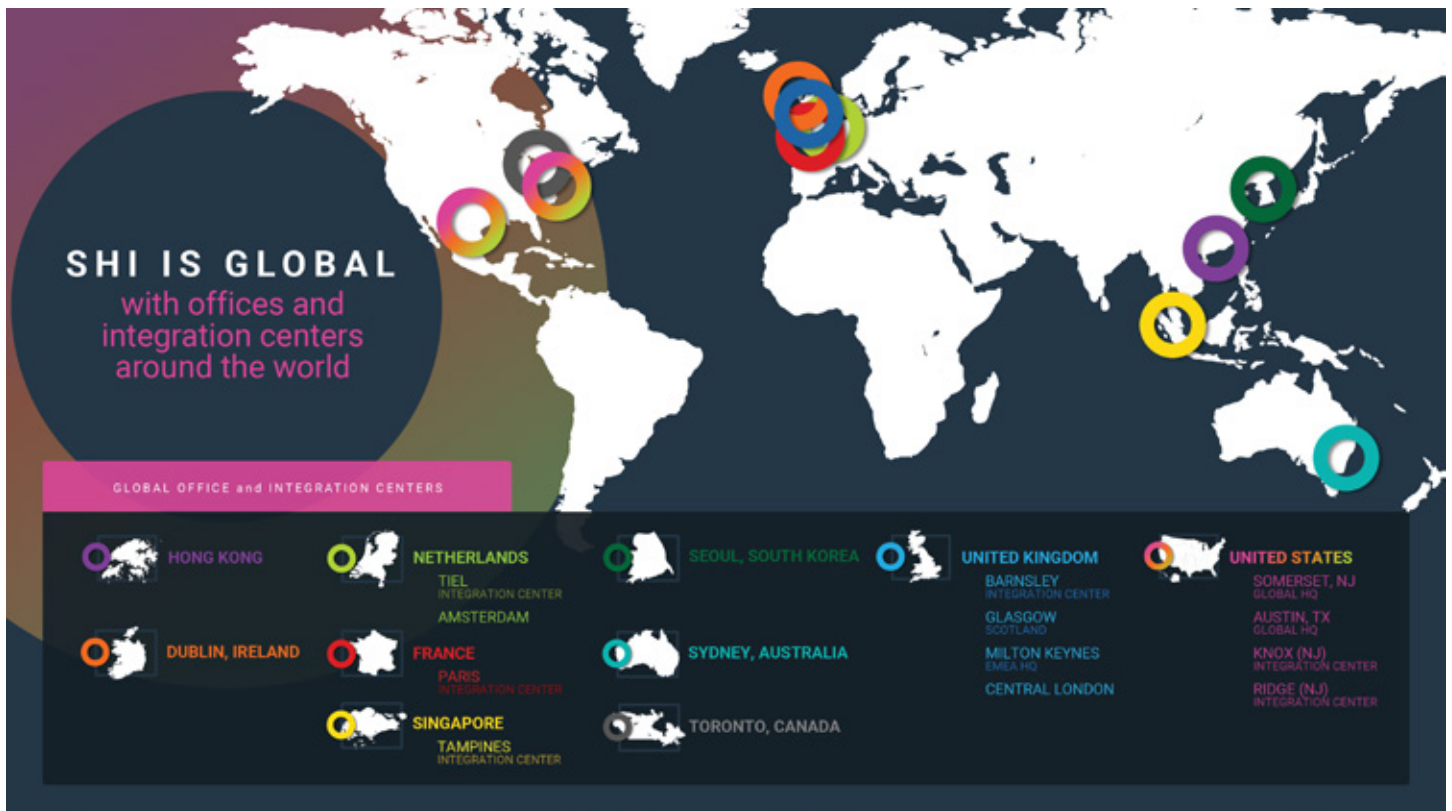 SHI IS GLOBAL
with offices and
integration centers
around the world
GLOBAL OFFICE and INTEGRATION CENTERS
HONG KONG
DUBLIN, IRELAND
NETHERLANDS
TIEL
INTEGRATION CENTER
AMSTERDAM
FRANCE
PARIS
INTEGRATION CENTER
SINGAPORE
TAMPINES
INTEGRATION CENTER
SEOUL, SOUTH KOREA
SYDNEY, AUSTRALIA
TORONTO, CANADA
UNITED KINGDOM
BARNSLEY
INTEGRATION CENTER
GLASGOW
SCOTLAND
MILTON KEYNES
EMEA HQ
CENTRAL LONDON
UNITED STATES
SOMERSET, NJ
GLOBAL HQ
AUSTIN, TX
GLOBAL HQ
KNOX (NJ)
INTEGRATION CENTER
RIDGE (NJ)
INTEGRATION CENTER